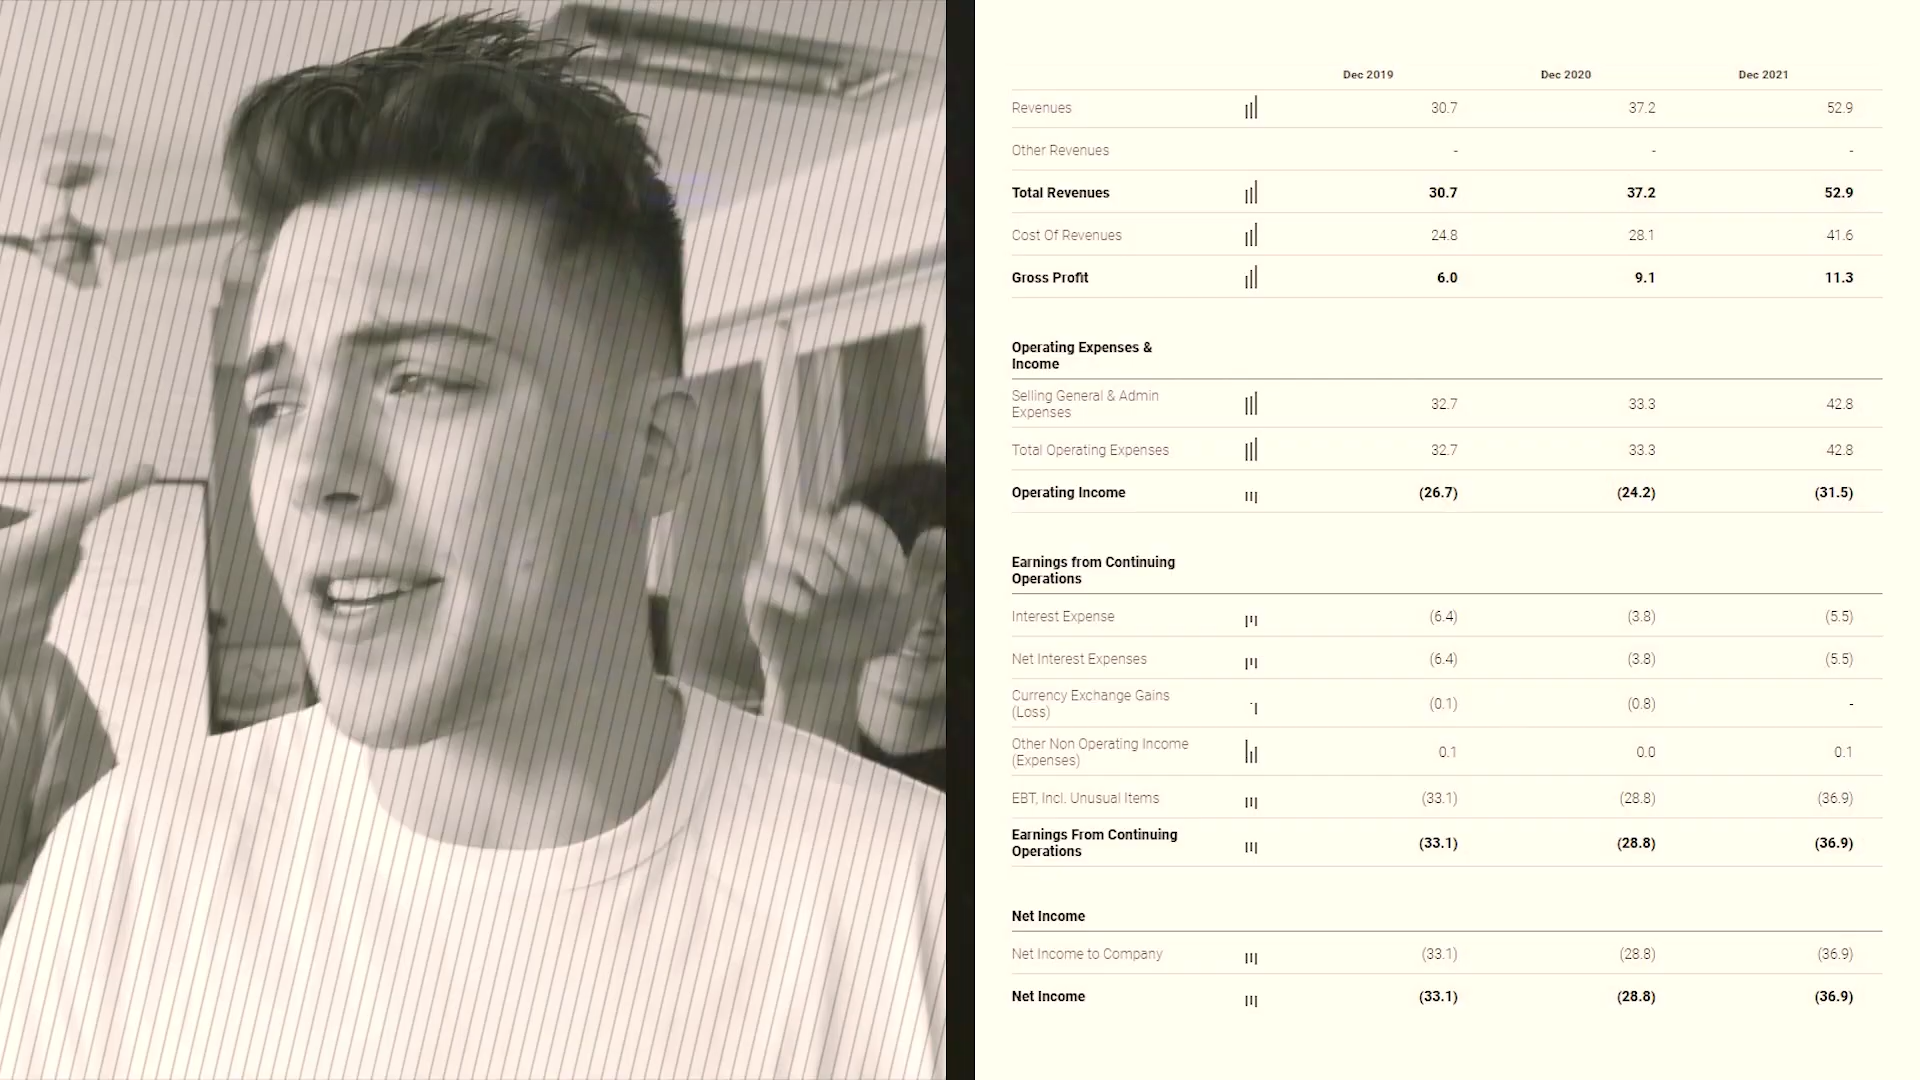 Dec 2019 Dec 2020 Dec 2021
Revenues 30.7 37.2 52.9
Other Revenues - - -
Total Revenues 30.7 37.2 52.9
Cost Of Revenues 24.8 28.1 41.6
Gross Profit 6.0 9.1 11.3
Operating Expenses &
Income
Selling General & Admin
Expenses 32.7 33.3 42.8
Total Operating Expenses 32.7 33.3 42.8
Operating Income (26.7) (24.2) (31.5)
Earnings from Continuing
Operations
Interest Expense (6.4) (3.8) (5.5)
Net Interest Expenses (6.4) (3.8) (5.5)
Currency Exchange Gains
(Loss) (0.1) (0.8) -
Other Non Operating Income
(Expenses) 0.1 0.0 0.1
EBT, Incl. Unusual Items (33.1) (28.8) (36.9)
Earnings From Continuing
Operations (33.1) (28.8) (36.9)
Net Income
Net Income to Company (33.1) (28.8) (36.9)
Net Income (33.1) (28.8) (36.9)